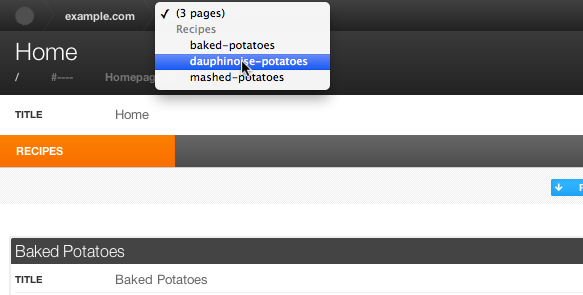 example.com
✓ (3 pages)
Recipes
baked-potatoes
dauphinoise-potatoes
mashed-potatoes
Home
/ #---- Homepag
TITLE Home
RECIPES
Baked Potatoes
TITLE Baked Potatoes